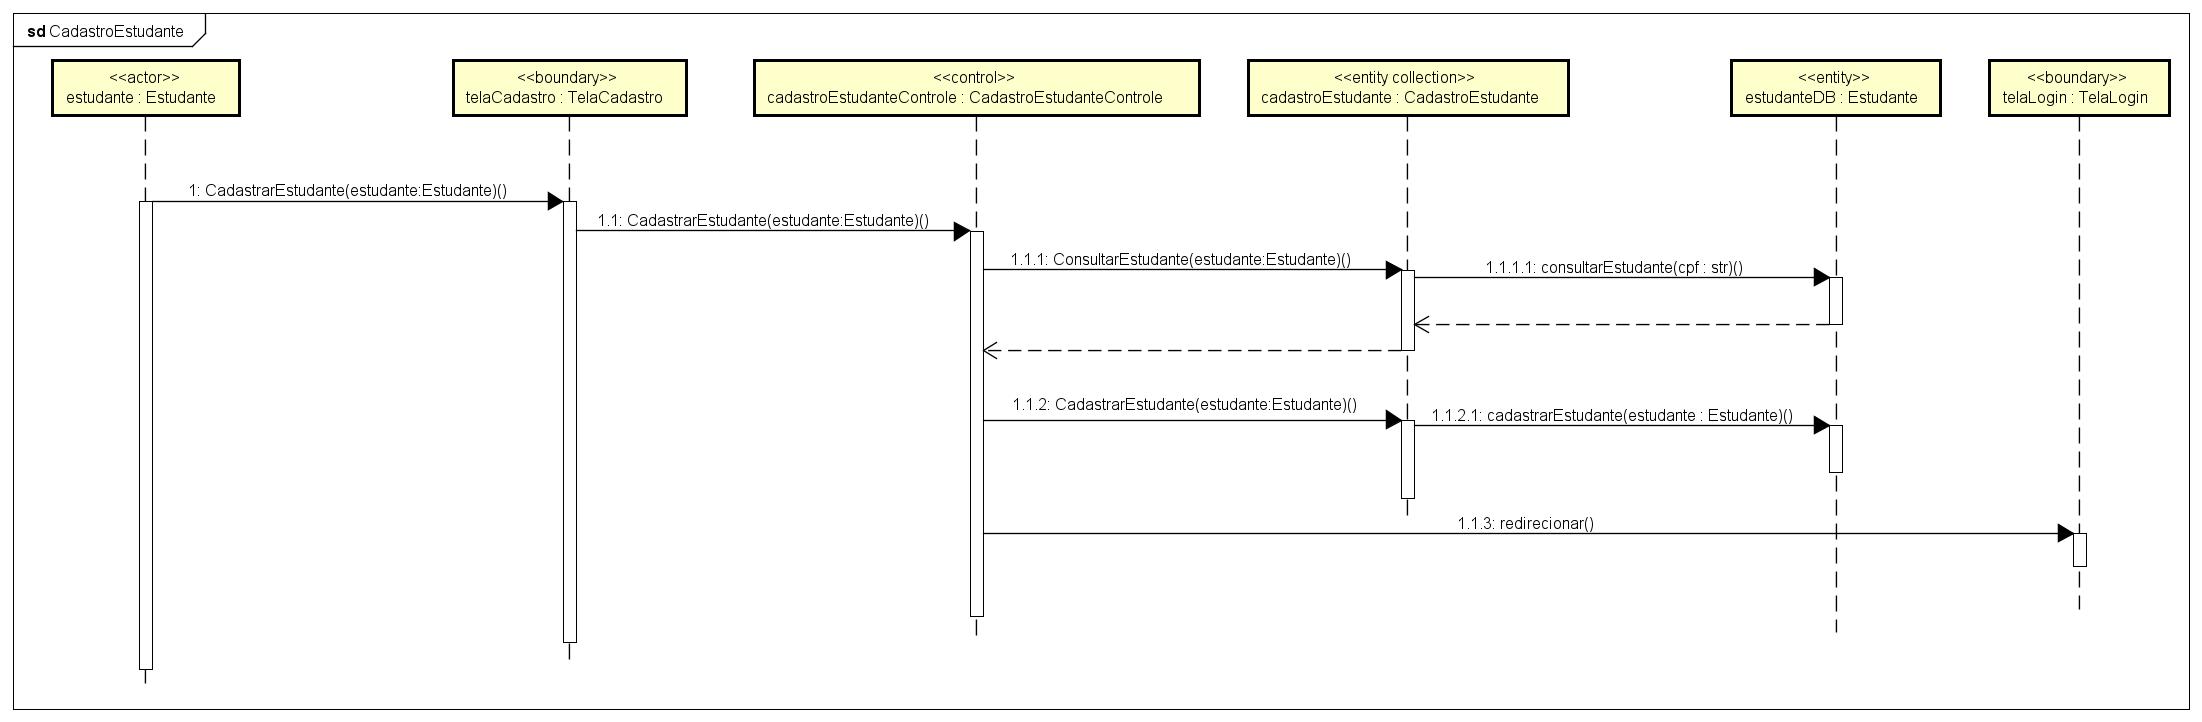 sd CadastroEstudante
<<actor>>
estudante : Estudante
<<boundary>>
telaCadastro : TelaCadastro
<<control>>
cadastroEstudanteControle : CadastroEstudanteControle
<<entity collection>>
cadastroEstudante : CadastroEstudante
<<entity>>
estudanteDB : Estudante
<<boundary>>
telaLogin : TelaLogin
1: CadastrarEstudante(estudante:Estudante)()
1.1: CadastrarEstudante(estudante:Estudante)()
1.1.1: ConsultarEstudante(estudante:Estudante)()
1.1.1.1: consultarEstudante(cpf : str)()
1.1.2: CadastrarEstudante(estudante:Estudante)()
1.1.2.1: cadastrarEstudante(estudante : Estudante)()
1.1.3: redirecionar()